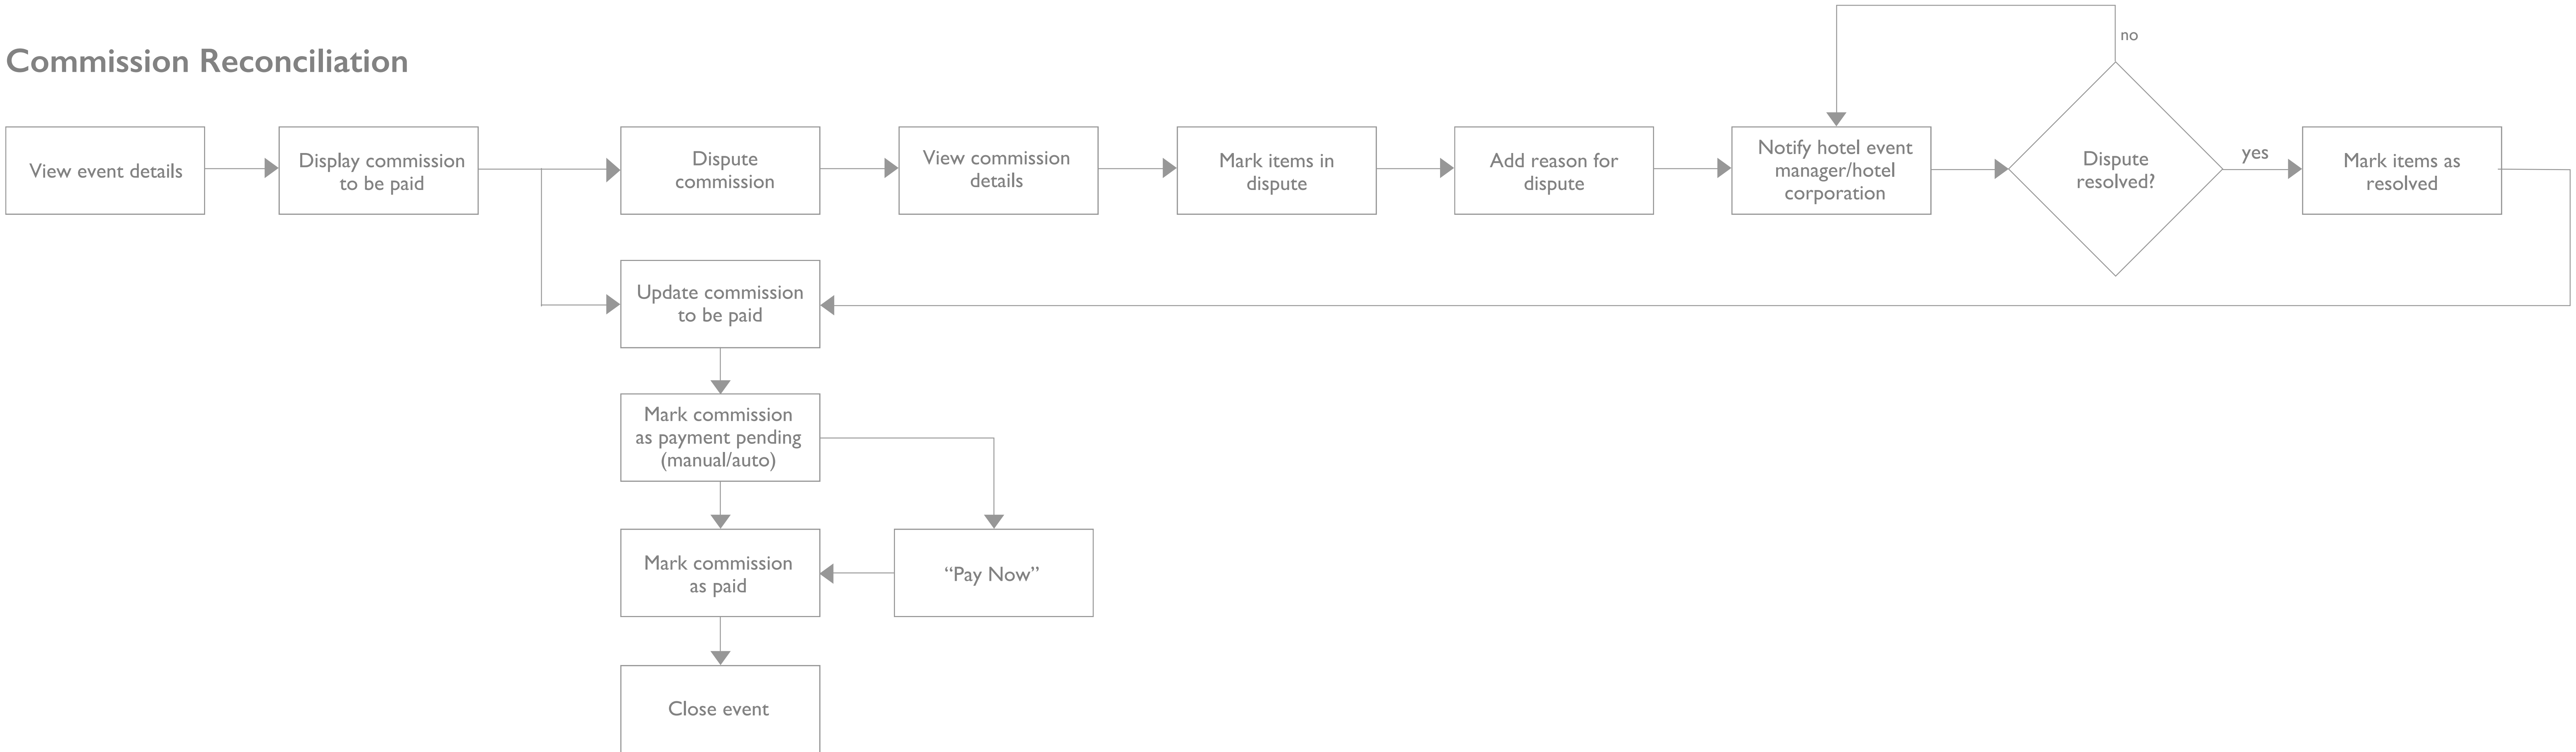 no
Commission Reconciliation
View event details
Display commission
to be paid
Dispute
commission
View commission
details
Mark items in
dispute
Add reason for
dispute
Notify hotel event
manager/hotel
corporation
Dispute
resolved?
yes
Mark items as
resolved
Update commission
to be paid
Mark commission
as payment pending
(manual/auto)
Mark commission
as paid
“Pay Now”
Close event